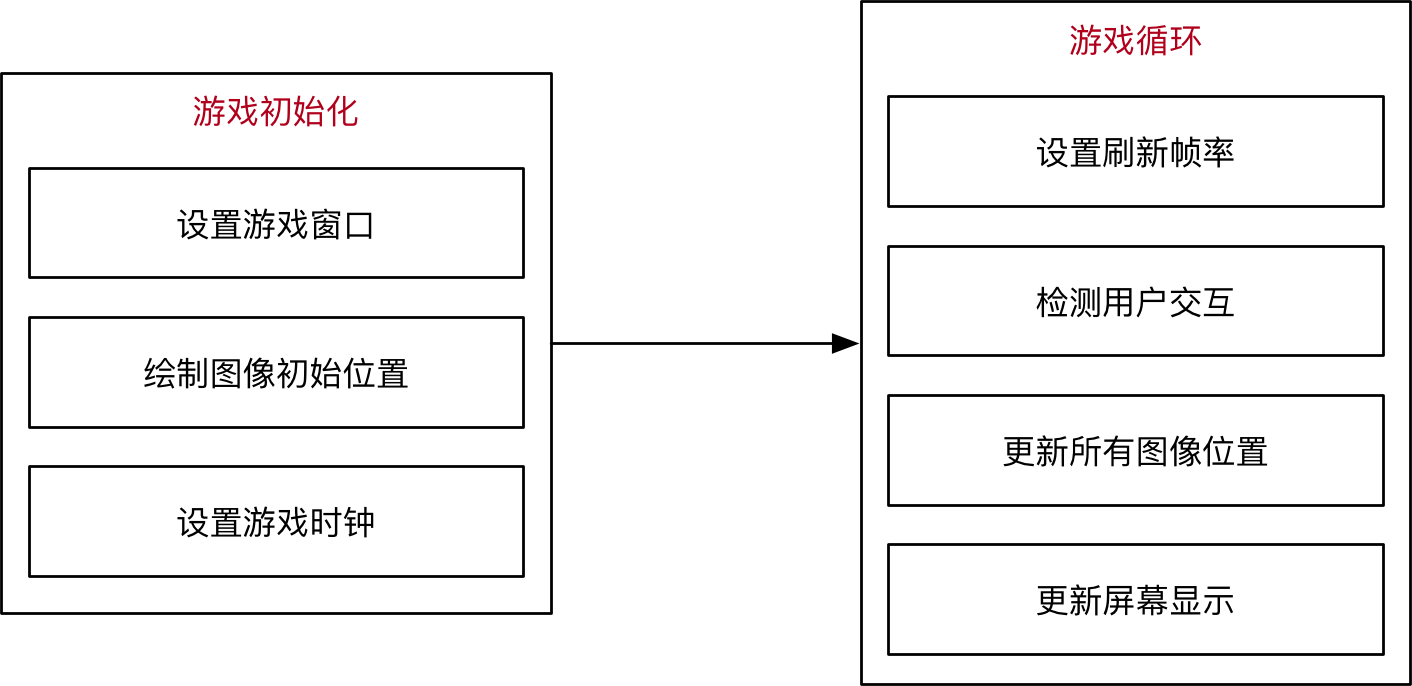 游戏初始化
设置游戏窗口
绘制图像初始位置
设置游戏时钟
游戏循环
设置刷新帧率
检测用户交互
更新所有图像位置
更新屏幕显示